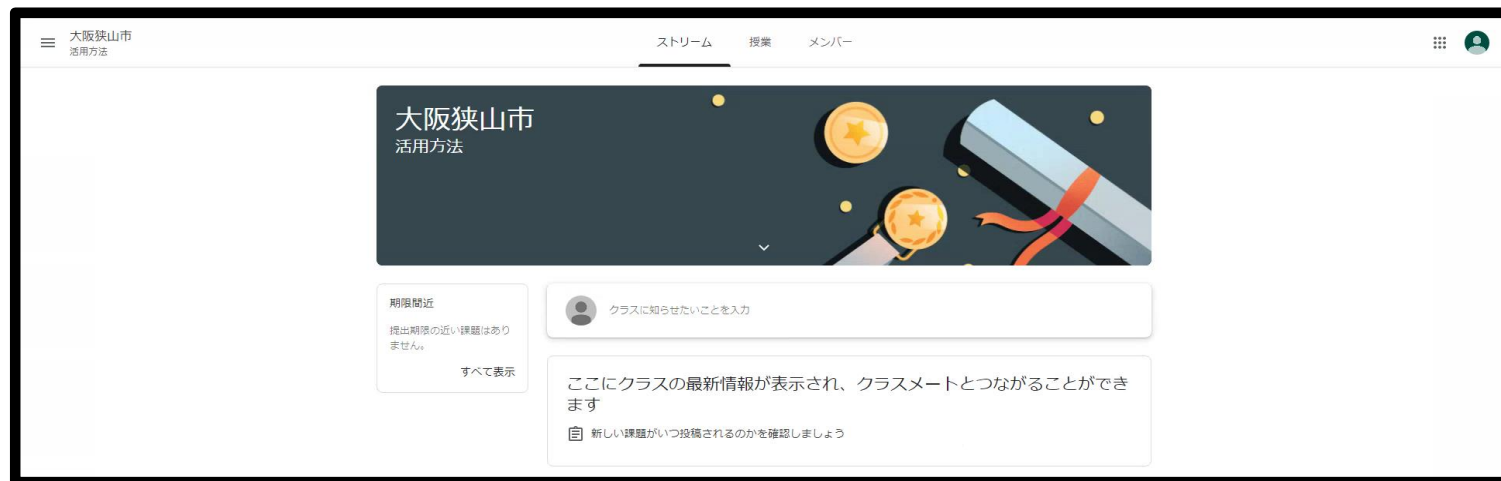 大阪狭山市
活用方法
ストリーム 授業 メンバー
大阪狭山市
活用方法
期限間近
提出期限の近い課題はあり
ません。
すべて表示
クラスに知らせたいことを入力
ここにクラスの最新情報が表示され、クラスメートとつながることができ
ます
新しい課題がいつ投稿されるのかを確認しましょう